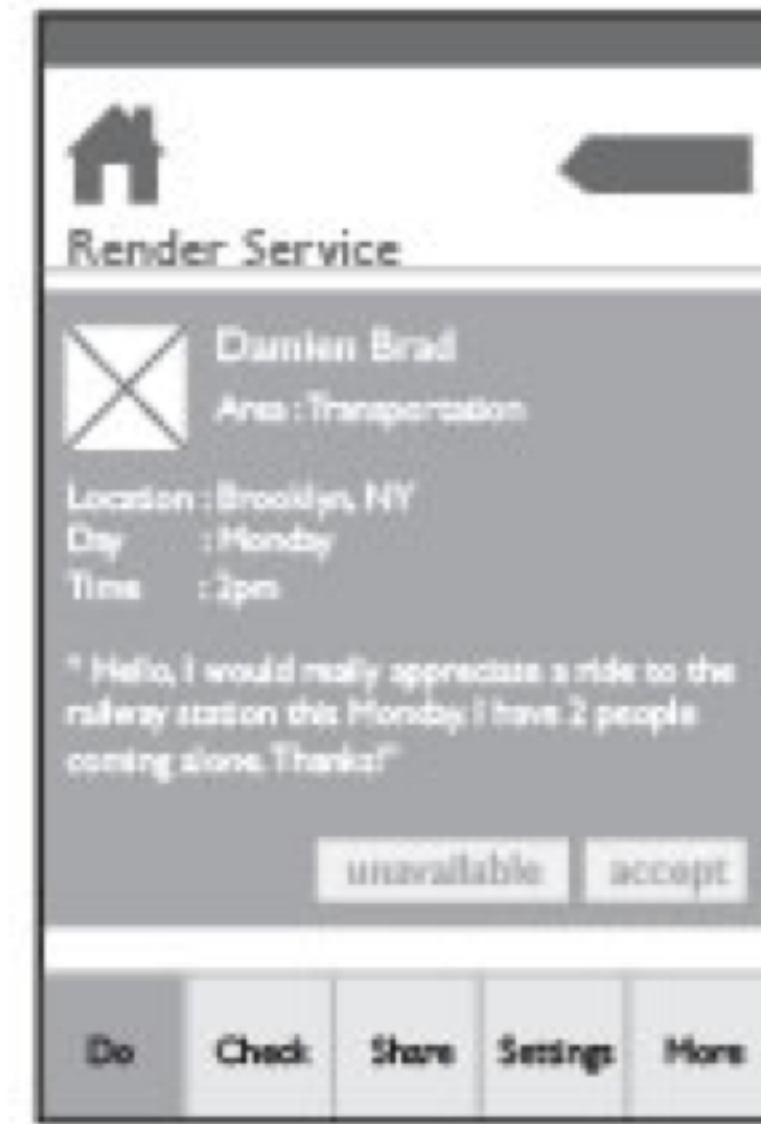 Render Service
Damien Brad
Area : Transportation
Location : Brooklyn, NY
Day : Monday
Time : 2pm
" Hello, I would really appreciate a ride to the
railway station this Monday. I have 2 people
coming alone. Thanks!"
unavailable accept
Do Check Share Settings More